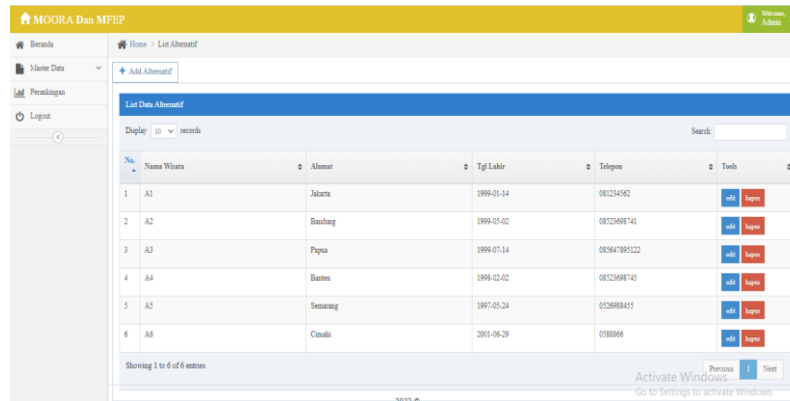 MOORA Dan MFEP
Welcome,
Admin
Beranda
Home > List Alternatif
Master Data
+ Add Alternatif
Perankingan
List Data Alternatif
Logout
Display 10 records
Search:
No. Nama Wisata Alamat Tgl Lahir Telepon Tools
1 A1 Jakarta 1999-01-14 081234562 edit hapus
2 A2 Bandung 1999-05-02 08523698741 edit hapus
3 A3 Papua 1999-07-14 085647895122 edit hapus
4 A4 Banten 1998-02-02 08523698745 edit hapus
5 A5 Semarang 1997-05-24 0526988455 edit hapus
6 A6 Cimahi 2001-06-29 0588866 edit hapus
Showing 1 to 6 of 6 entries
Previous 1 Next
Activate Windows
Go to Settings to activate Windows.